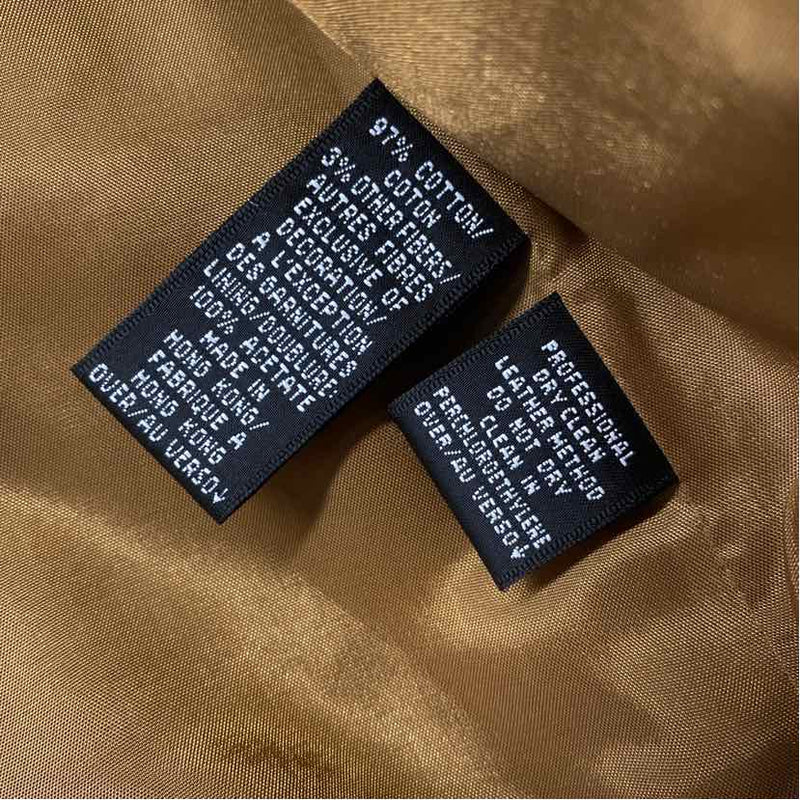 97% COTTON/
COTON
3% OTHER FIBERS/
AUTRES FIBRES
EXCLUSIVE OF
DECORATION/
A L'EXCEPTION
DES GARNITURES
LINING/DOUBLURE
100% ACETATE
MADE IN
HONG KONG/
FABRIQUE A
HONG KONG
OVER/AU VERSO↓
PROFESSIONAL
DRY CLEAN
LEATHER METHOD
DO NOT DRY
CLEAN IN
PERCHLOROETHYLENE
OVER/AU VERSO↓